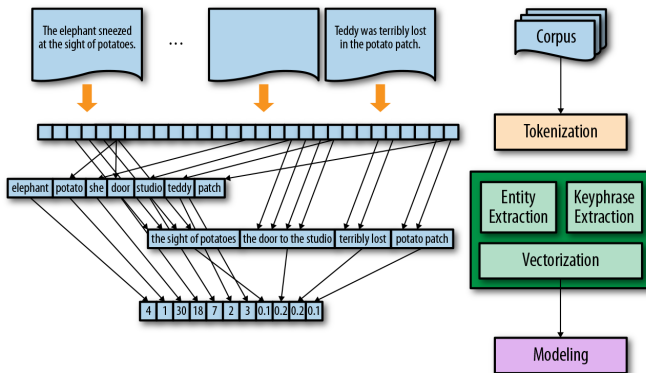 The elephant sneezed
at the sight of potatoes.
...
Teddy was terribly lost
in the potato patch.
Corpus
Tokenization
elephant potato she door studio teddy patch
Entity
Extraction
Keyphrase
Extraction
the sight of potatoes the door to the studio terribly lost potato patch
Vectorization
4 1 30 18 7 2 3 0.1 0.2 0.2 0.1
Modeling